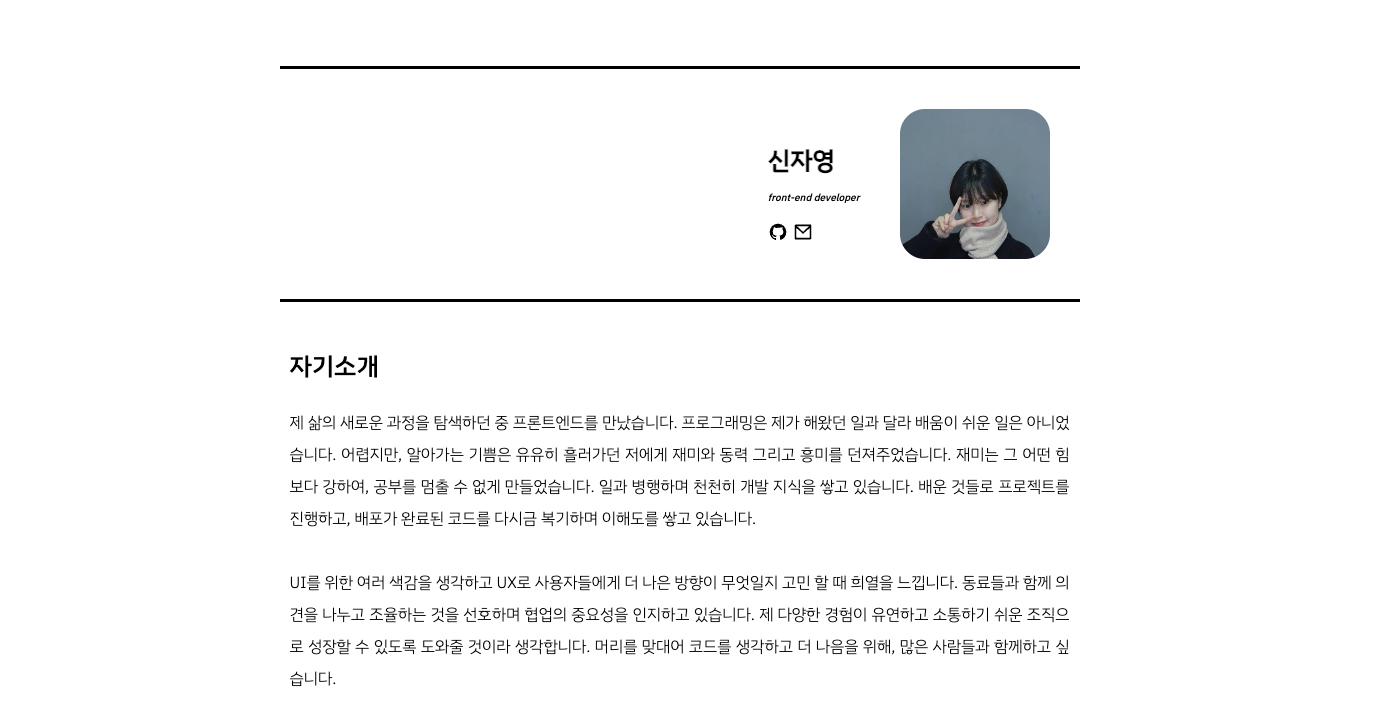 신자영
front-end developer
자기소개
제 삶의 새로운 과정을 탐색하던 중 프론트엔드를 만났습니다. 프로그래밍은 제가 해왔던 일과 달라 배움이 쉬운 일은 아니었
습니다. 어렵지만, 알아가는 기쁨은 유유히 흘러가던 저에게 재미와 동력 그리고 흥미를 던져주었습니다. 재미는 그 어떤 힘
보다 강하여, 공부를 멈출 수 없게 만들었습니다. 일과 병행하며 천천히 개발 지식을 쌓고 있습니다. 배운 것들로 프로젝트를
진행하고, 배포가 완료된 코드를 다시금 복기하며 이해도를 쌓고 있습니다.
UI를 위한 여러 색감을 생각하고 UX로 사용자들에게 더 나은 방향이 무엇일지 고민 할 때 희열을 느낍니다. 동료들과 함께 의
견을 나누고 조율하는 것을 선호하며 협업의 중요성을 인지하고 있습니다. 제 다양한 경험이 유연하고 소통하기 쉬운 조직으
로 성장할 수 있도록 도와줄 것이라 생각합니다. 머리를 맞대어 코드를 생각하고 더 나음을 위해, 많은 사람들과 함께하고 싶
습니다.